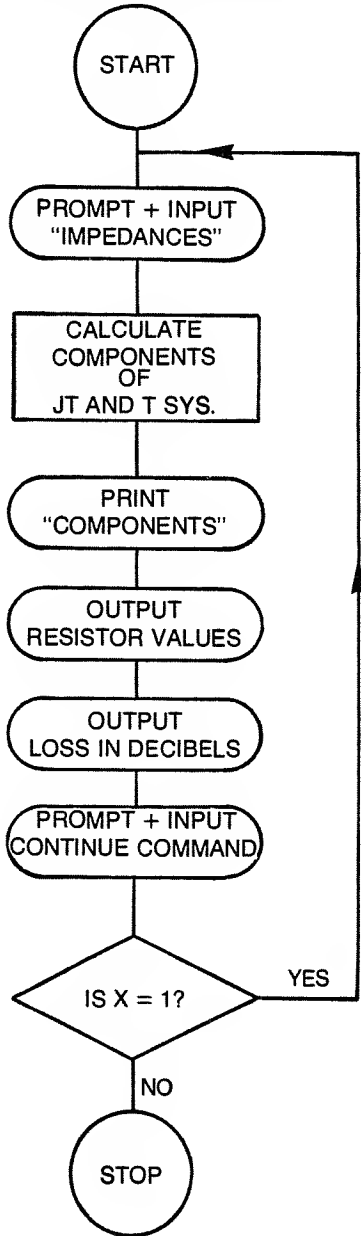 START
PROMPT + INPUT
"IMPEDANCES"
CALCULATE
COMPONENTS
OF
JT AND T SYS.
PRINT
"COMPONENTS"
OUTPUT
RESISTOR VALUES
OUTPUT
LOSS IN DECIBELS
PROMPT + INPUT
CONTINUE COMMAND
IS X = 1?
YES
NO
STOP